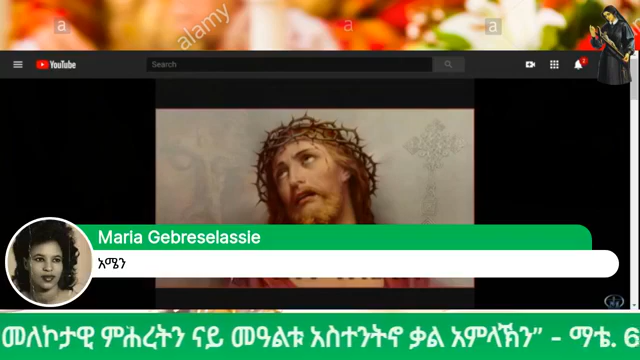 a alamy a a
YouTube
Search
Maria Gebreselassie
አሜን
መለኮታዊ ምሕረትን ናይ መዓልቱ አስተንትኖ ቃል አምላኽን” - ማቴ. 6